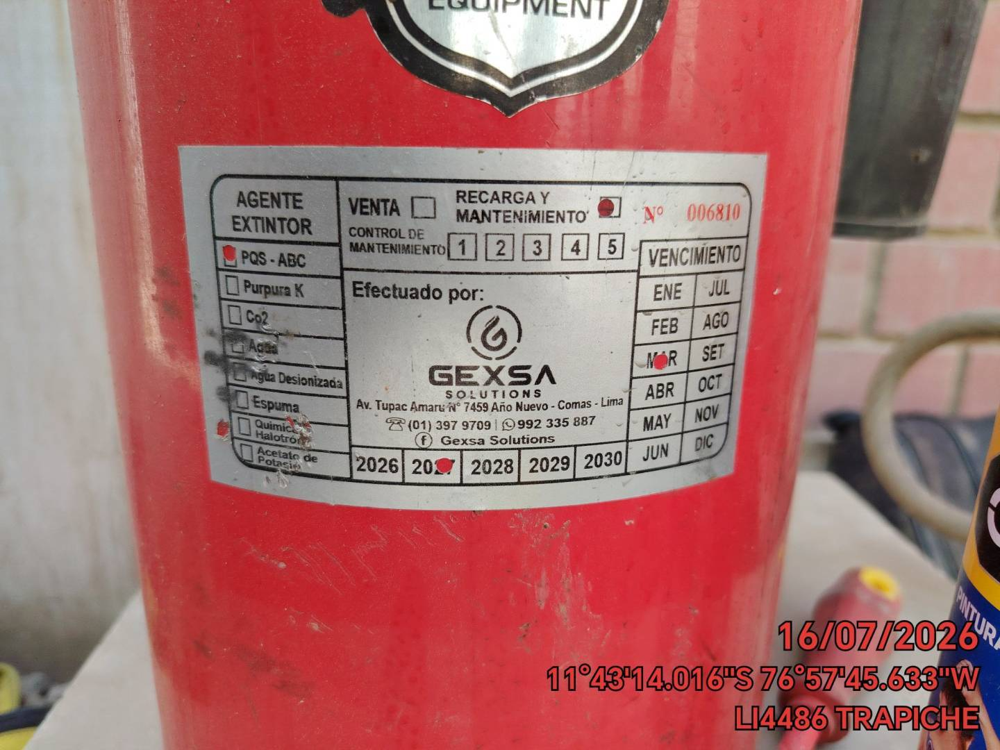 EQUIPMENT
AGENTE
EXTINTOR
PQS - ABC
Purpura K
Co2
Agua
Agua Desionizada
Espuma
Quimico
Halotrón
Acetato de
Potasio
VENTA
RECARGA Y
MANTENIMIENTO
CONTROL DE
MANTENIMIENTO 1 2 3 4 5
Nº 006810
Efectuado por:
GEXSA
SOLUTIONS
Av. Tupac Amaru Nº 7459 Año Nuevo - Comas - Lima
(01) 397 9709 | 992 335 887
Gexsa Solutions
2026 2027 2028 2029 2030
VENCIMIENTO
ENE JUL
FEB AGO
MAR SET
ABR OCT
MAY NOV
JUN DIC
PINTURA
16/07/2026
11°43'14.016"S 76°57'45.633"W
LI4486 TRAPICHE